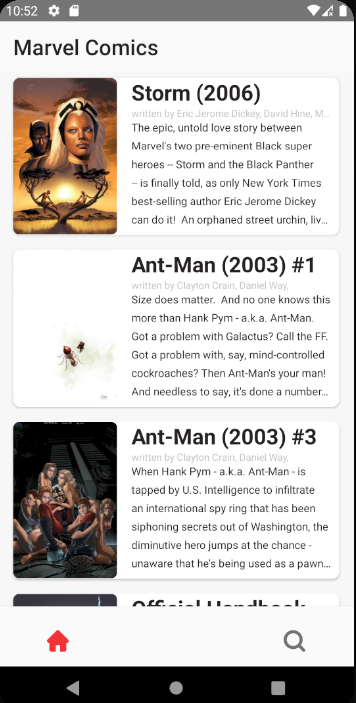 10:52
Marvel Comics
Storm (2006)
written by Eric Jerome Dickey, David Hine, M...
The epic, untold love story between
Marvel's two pre-eminent Black super
heroes -- Storm and the Black Panther
-- is finally told, as only New York Times
best-selling author Eric Jerome Dickey
can do it!  An orphaned street urchin, liv...
Ant-Man (2003) #1
written by Clayton Crain, Daniel Way,
Size does matter.  And no one knows this
more than Hank Pym - a.k.a. Ant-Man.
Got a problem with Galactus? Call the FF.
Got a problem with, say, mind-controlled
cockroaches? Then Ant-Man's your man!
And needless to say, it's done a number...
Ant-Man (2003) #3
written by Clayton Crain, Daniel Way,
When Hank Pym - a.k.a. Ant-Man - is
tapped by U.S. Intelligence to infiltrate
an international spy ring that has been
siphoning secrets out of Washington, the
diminutive hero jumps at the chance -
unaware that he's being used as a pawn...
Official Handbook